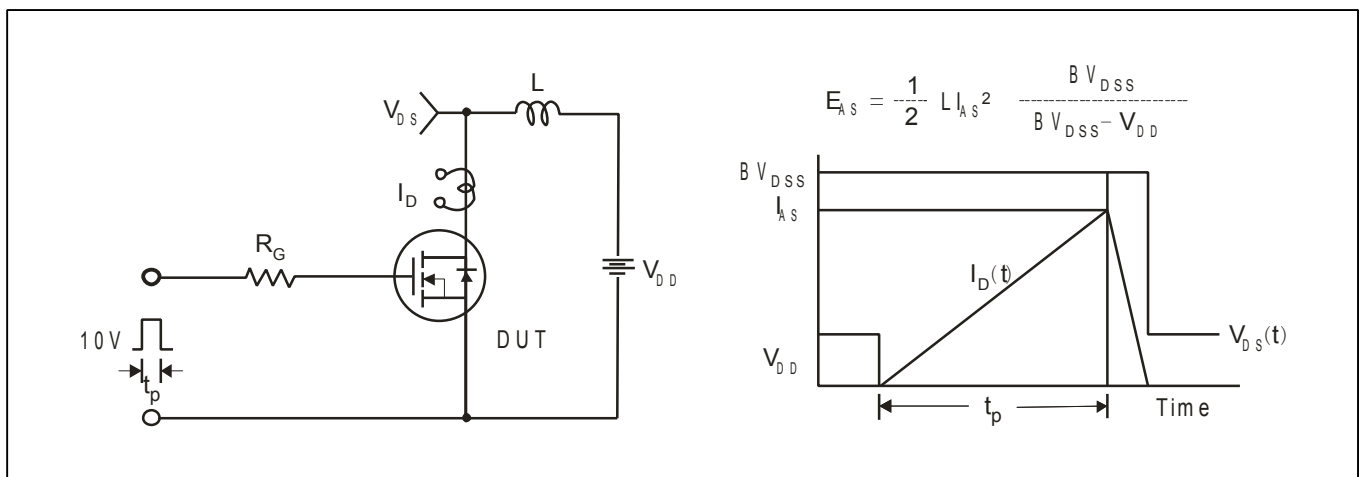 L
V_DS
I_D
R_G
V_DD
10V
t_p
DUT
E_AS = 1/2 LI_AS² BV_DSS / BV_DSS – V_DD
BV_DSS
I_AS
I_D(t)
V_DS(t)
V_DD
t_p
Time